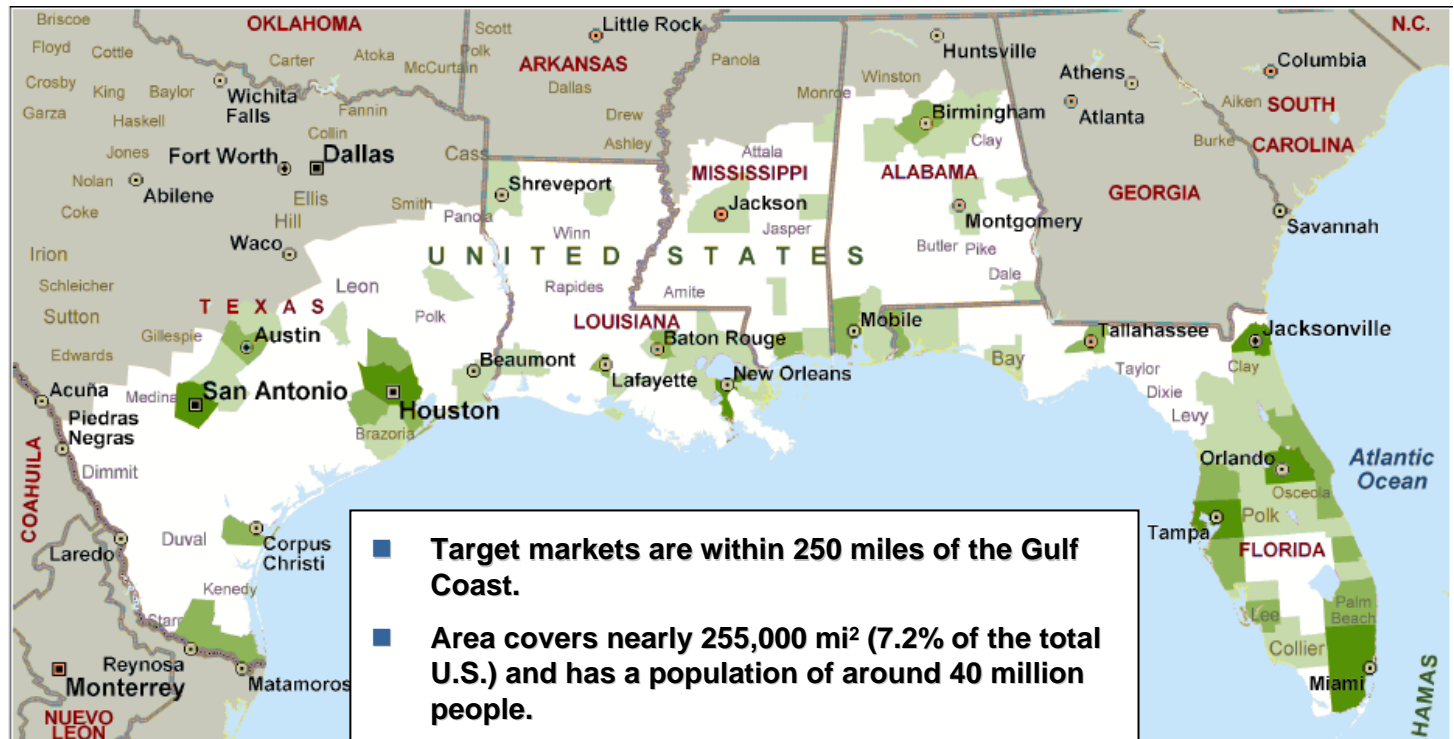 Briscoe
OKLAHOMA
Scott
Little Rock
N.C.
Floyd
Cottle
Carter
Atoka
Polk
McCurtain
ARKANSAS
Panola
Huntsville
Crosby
King
Baylor
Wichita
Falls
Dallas
Winston
Athens
Columbia
Garza
Haskell
Fannin
Drew
Monroe
Birmingham
Atlanta
Aiken
SOUTH
CAROLINA
Jones
Collin
Fort Worth
Dallas
Cass
Ashley
Attala
Clay
Burke
Nolan
Abilene
Ellis
Shreveport
MISSISSIPPI
ALABAMA
GEORGIA
Coke
Hill
Smith
Panola
Jackson
Montgomery
Savannah
Waco
Winn
Jasper
Butler
Pike
Irion
UNITED STATES
Schleicher
Leon
Rapides
Amite
Dale
Sutton
TEXAS
Polk
LOUISIANA
Gillespie
Austin
Baton Rouge
Mobile
Tallahassee
Jacksonville
Edwards
Beaumont
Lafayette
New Orleans
Bay
Taylor
Clay
Acuña
Medina
San Antonio
Houston
Dixie
Levy
Piedras
Negras
Brazoria
COAHUILA
Dimmit
Orlando
Atlantic
Ocean
Osceola
Laredo
Duval
Corpus
Christi
Tampa
Polk
FLORIDA
Kenedy
Starr
Lee
Palm
Beach
Reynosa
Matamoros
Collier
Monterrey
Miami
NUEVO
LEÓN
HAMAS
Target markets are within 250 miles of the Gulf
Coast.
Area covers nearly 255,000 mi² (7.2% of the total
U.S.) and has a population of around 40 million
people.